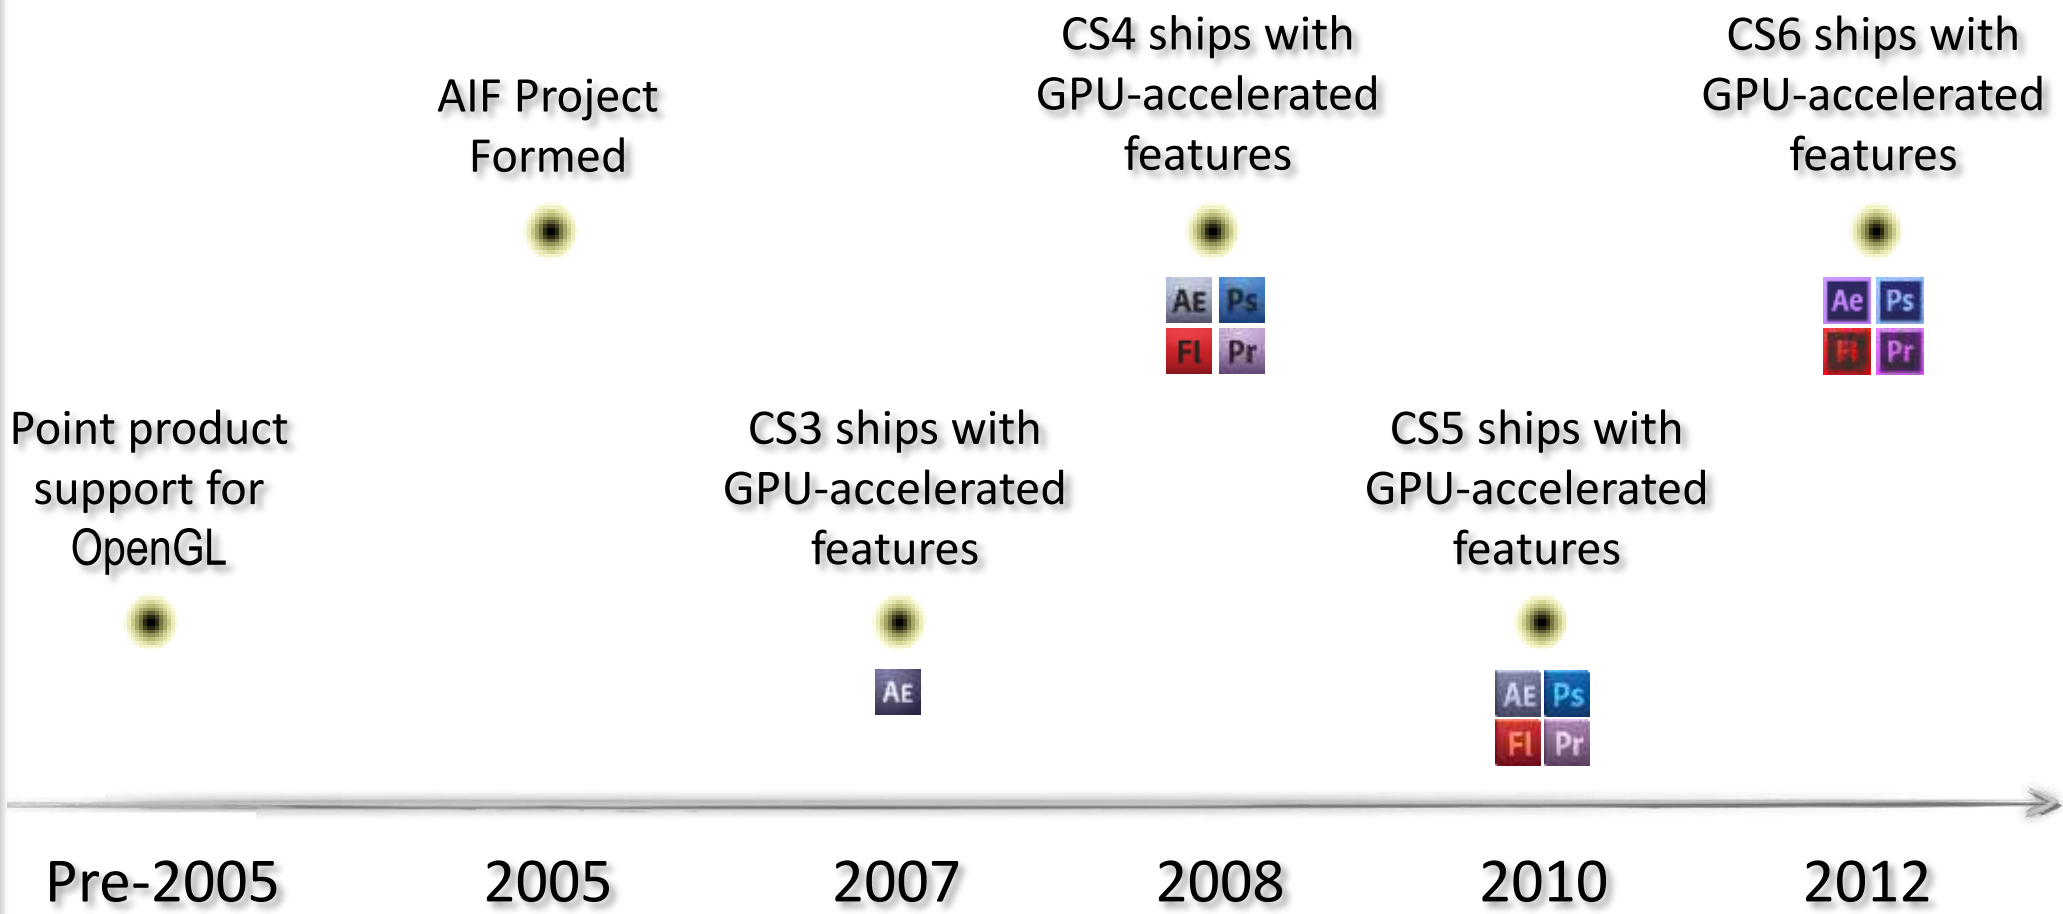 Point product
support for
OpenGL
AIF Project
Formed
CS3 ships with
GPU-accelerated
features
AE
CS4 ships with
GPU-accelerated
features
AE Ps
Fl Pr
CS5 ships with
GPU-accelerated
features
AE Ps
Fl Pr
CS6 ships with
GPU-accelerated
features
Ae Ps
Fl Pr
Pre-2005 2005 2007 2008 2010 2012